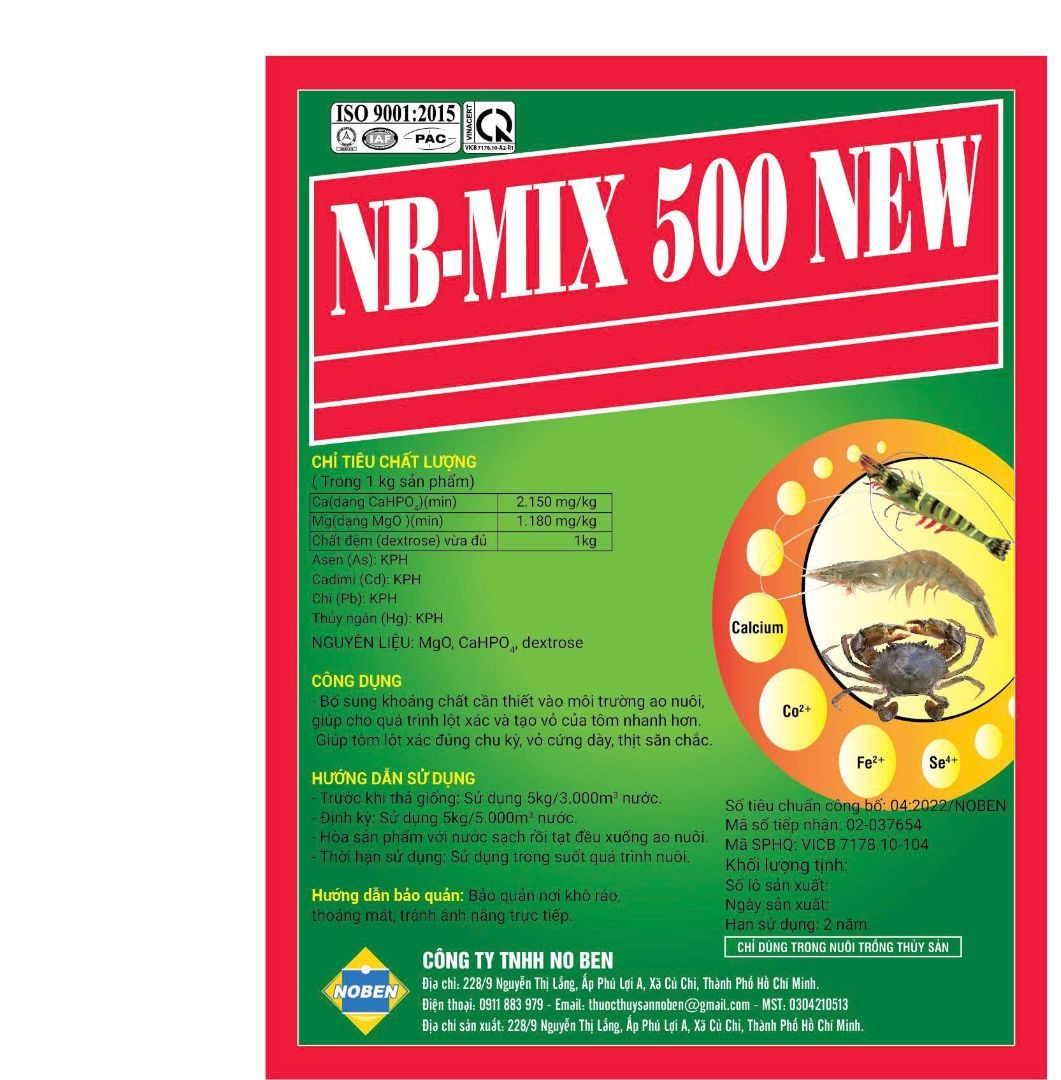 ISO 9001:2015
IAF
PAC
VINACERT
VICB 7178.10-A2-R1
NB-MIX 500 NEW
CHỈ TIÊU CHẤT LƯỢNG
( Trong 1 kg sản phẩm)
Ca(dang CaHPO₄)(min) 2.150 mg/kg
Mg(dang MgO )(min) 1.180 mg/kg
Chất đệm (dextrose) vừa đủ 1kg
Asen (As): KPH
Cadimi (Cd): KPH
Chì (Pb): KPH
Thủy ngân (Hg): KPH
NGUYÊN LIỆU: MgO, CaHPO₄, dextrose
CÔNG DỤNG
- Bổ sung khoáng chất cần thiết vào môi trường ao nuôi,
giúp cho quá trình lột xác và tạo vỏ của tôm nhanh hơn.
Giúp tôm lột xác đúng chu kỳ, vỏ cứng dày, thịt săn chắc.
HƯỚNG DẪN SỬ DỤNG
- Trước khi thả giống: Sử dụng 5kg/3.000m³ nước.
- Định kỳ: Sử dụng 5kg/5.000m³ nước.
- Hòa sản phẩm với nước sạch rồi tạt đều xuống ao nuôi.
- Thời hạn sử dụng: Sử dụng trong suốt quá trình nuôi.
Hướng dẫn bảo quản: Bảo quản nơi khô ráo,
thoáng mát, tránh ánh nắng trực tiếp.
Calcium
Co²⁺
Fe²⁺
Se⁴⁺
Số tiêu chuẩn công bố: 04:2022/NOBEN
Mã số tiếp nhận: 02-037654
Mã SPHQ: VICB 7178.10-104
Khối lượng tịnh:
Số lô sản xuất:
Ngày sản xuất:
Hạn sử dụng: 2 năm
CHỈ DÙNG TRONG NUÔI TRỒNG THỦY SẢN
NOBEN
CÔNG TY TNHH NO BEN
Địa chỉ: 228/9 Nguyễn Thị Lắng, Ấp Phú Lợi A, Xã Củ Chi, Thành Phố Hồ Chí Minh.
Điện thoại: 0911 883 979 - Email: thuocthuysannoben@gmail.com - MST: 0304210513
Địa chỉ sản xuất: 228/9 Nguyễn Thị Lắng, Ấp Phú Lợi A, Xã Củ Chi, Thành Phố Hồ Chí Minh.